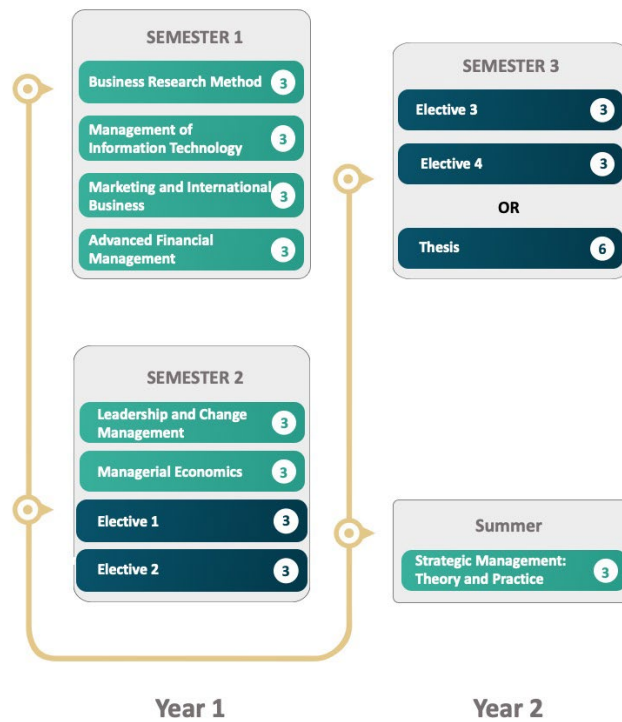 SEMESTER 1
Business Research Method 3
Management of
Information Technology 3
Marketing and International
Business 3
Advanced Financial
Management 3
SEMESTER 2
Leadership and Change
Management 3
Managerial Economics 3
Elective 1 3
Elective 2 3
Year 1
SEMESTER 3
Elective 3 3
Elective 4 3
OR
Thesis 6
Summer
Strategic Management:
Theory and Practice 3
Year 2